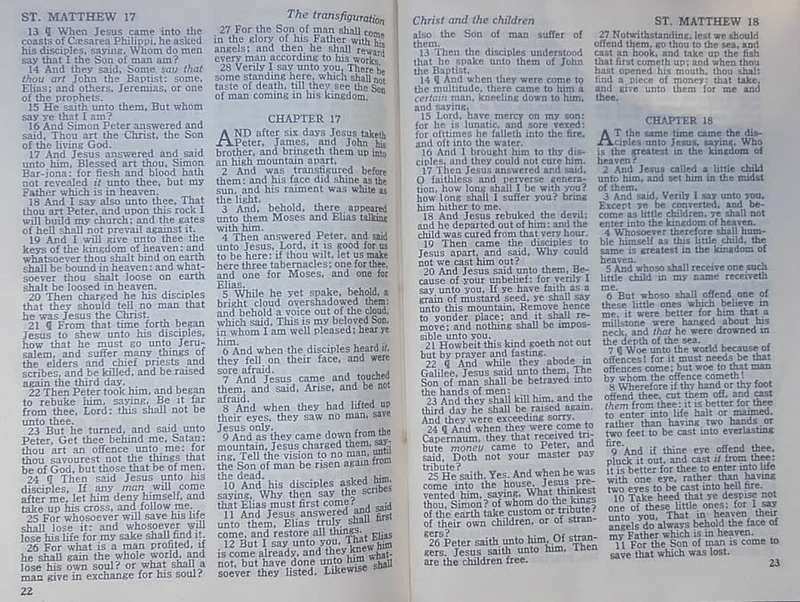 ST. MATTHEW 17
The transfiguration
13 ¶ When Jesus came into the
coasts of Cæsarea Philippi, he asked
his disciples, saying, Whom do men
say that I the Son of man am?
14 And they said, Some say that
thou art John the Baptist: some,
Elias; and others, Jeremias, or one
of the prophets.
15 He saith unto them, But whom
say ye that I am?
16 And Simon Peter answered and
said, Thou art the Christ, the Son
of the living God.
17 And Jesus answered and said
unto him, Blessed art thou, Simon
Bar-jona: for flesh and blood hath
not revealed it unto thee, but my
Father which is in heaven.
18 And I say also unto thee, That
thou art Peter, and upon this rock I
will build my church; and the gates
of hell shall not prevail against it.
19 And I will give unto thee the
keys of the kingdom of heaven: and
whatsoever thou shalt bind on earth
shall be bound in heaven: and what-
soever thou shalt loose on earth
shalt be loosed in heaven.
20 Then charged he his disciples
that they should tell no man that
he was Jesus the Christ.
21 ¶ From that time forth began
Jesus to shew unto his disciples,
how that he must go unto Jeru-
salem, and suffer many things of
the elders and chief priests and
scribes, and be killed, and be raised
again the third day.
22 Then Peter took him, and began
to rebuke him, saying, Be it far
from thee, Lord: this shall not be
unto thee.
23 But he turned, and said unto
Peter, Get thee behind me, Satan:
thou art an offence unto me: for
thou savourest not the things that
be of God, but those that be of men.
24 ¶ Then said Jesus unto his
disciples, If any man will come
after me, let him deny himself, and
take up his cross, and follow me.
25 For whosoever will save his life
shall lose it: and whosoever will
lose his life for my sake shall find it.
26 For what is a man profited, if
he shall gain the whole world, and
lose his own soul? or what shall a
man give in exchange for his soul?
22
27 For the Son of man shall come
in the glory of his Father with his
angels; and then he shall reward
every man according to his works.
28 Verily I say unto you, There be
some standing here, which shall not
taste of death, till they see the Son
of man coming in his kingdom.
CHAPTER 17
AND after six days Jesus taketh
Peter, James, and John his
brother, and bringeth them up into
an high mountain apart,
2 And was transfigured before
them: and his face did shine as the
sun, and his raiment was white as
the light.
3 And, behold, there appeared
unto them Moses and Elias talking
with him.
4 Then answered Peter, and said
unto Jesus, Lord, it is good for us
to be here: if thou wilt, let us make
here three tabernacles; one for thee,
and one for Moses, and one for
Elias.
5 While he yet spake, behold, a
bright cloud overshadowed them:
and behold a voice out of the cloud,
which said, This is my beloved Son,
in whom I am well pleased; hear ye
him.
6 And when the disciples heard it,
they fell on their face, and were
sore afraid.
7 And Jesus came and touched
them, and said, Arise, and be not
afraid.
8 And when they had lifted up
their eyes, they saw no man, save
Jesus only.
9 And as they came down from the
mountain, Jesus charged them, say-
ing, Tell the vision to no man, until
the Son of man be risen again from
the dead.
10 And his disciples asked him,
saying, Why then say the scribes
that Elias must first come?
11 And Jesus answered and said
unto them, Elias truly shall first
come, and restore all things.
12 But I say unto you, That Elias
is come already, and they knew him
not, but have done unto him what-
soever they listed. Likewise shall
Christ and the children
ST. MATTHEW 18
also the Son of man suffer of
them.
13 Then the disciples understood
that he spake unto them of John
the Baptist.
14 ¶ And when they were come to
the multitude, there came to him a
certain man, kneeling down to him,
and saying,
15 Lord, have mercy on my son:
for he is lunatic, and sore vexed:
for ofttimes he falleth into the fire,
and oft into the water.
16 And I brought him to thy dis-
ciples, and they could not cure him.
17 Then Jesus answered and said,
O faithless and perverse genera-
tion, how long shall I be with you?
how long shall I suffer you? bring
him hither to me.
18 And Jesus rebuked the devil;
and he departed out of him: and the
child was cured from that very hour.
19 Then came the disciples to
Jesus apart, and said, Why could
not we cast him out?
20 And Jesus said unto them, Be-
cause of your unbelief: for verily I
say unto you, If ye have faith as a
grain of mustard seed, ye shall say
unto this mountain, Remove hence
to yonder place; and it shall re-
move; and nothing shall be impos-
sible unto you.
21 Howbeit this kind goeth not out
but by prayer and fasting.
22 ¶ And while they abode in
Galilee, Jesus said unto them, The
Son of man shall be betrayed into
the hands of men:
23 And they shall kill him, and the
third day he shall be raised again.
And they were exceeding sorry.
24 ¶ And when they were come to
Capernaum, they that received tri-
bute money came to Peter, and
said, Doth not your master pay
tribute?
25 He saith, Yes. And when he was
come into the house, Jesus pre-
vented him, saying, What thinkest
thou, Simon? of whom do the kings
of the earth take custom or tribute?
of their own children, or of stran-
gers?
26 Peter saith unto him, Of stran-
gers. Jesus saith unto him, Then
are the children free.
27 Notwithstanding, lest we should
offend them, go thou to the sea, and
cast an hook, and take up the fish
that first cometh up; and when thou
hast opened his mouth, thou shalt
find a piece of money: that take,
and give unto them for me and
thee.
CHAPTER 18
AT the same time came the dis-
ciples unto Jesus, saying, Who
is the greatest in the kingdom of
heaven?
2 And Jesus called a little child
unto him, and set him in the midst
of them.
3 And said, Verily I say unto you,
Except ye be converted, and be-
come as little children, ye shall not
enter into the kingdom of heaven.
4 Whosoever therefore shall hum-
ble himself as this little child, the
same is greatest in the kingdom of
heaven.
5 And whoso shall receive one such
little child in my name receiveth
me.
6 But whoso shall offend one of
these little ones which believe in
me, it were better for him that a
millstone were hanged about his
neck, and that he were drowned in
the depth of the sea.
7 ¶ Woe unto the world because of
offences! for it must needs be that
offences come; but woe to that man
by whom the offence cometh!
8 Wherefore if thy hand or thy foot
offend thee, cut them off, and cast
them from thee: it is better for thee
to enter into life halt or maimed,
rather than having two hands or
two feet to be cast into everlasting
fire.
9 And if thine eye offend thee,
pluck it out, and cast it from thee:
it is better for thee to enter into life
with one eye, rather than having
two eyes to be cast into hell fire.
10 Take heed that ye despise not
one of these little ones; for I say
unto you, That in heaven their
angels do always behold the face of
my Father which is in heaven.
11 For the Son of man is come to
save that which was lost.
23